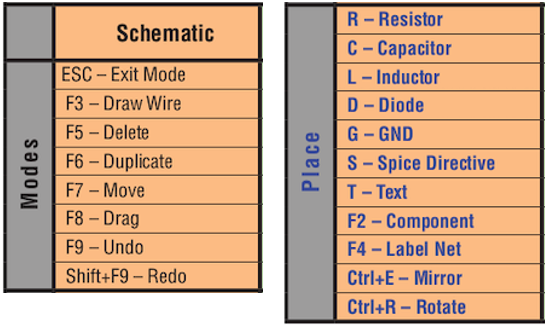 Schematic
Modes
ESC – Exit Mode
F3 – Draw Wire
F5 – Delete
F6 – Duplicate
F7 – Move
F8 – Drag
F9 – Undo
Shift+F9 – Redo
Place
R – Resistor
C – Capacitor
L – Inductor
D – Diode
G – GND
S – Spice Directive
T – Text
F2 – Component
F4 – Label Net
Ctrl+E – Mirror
Ctrl+R – Rotate